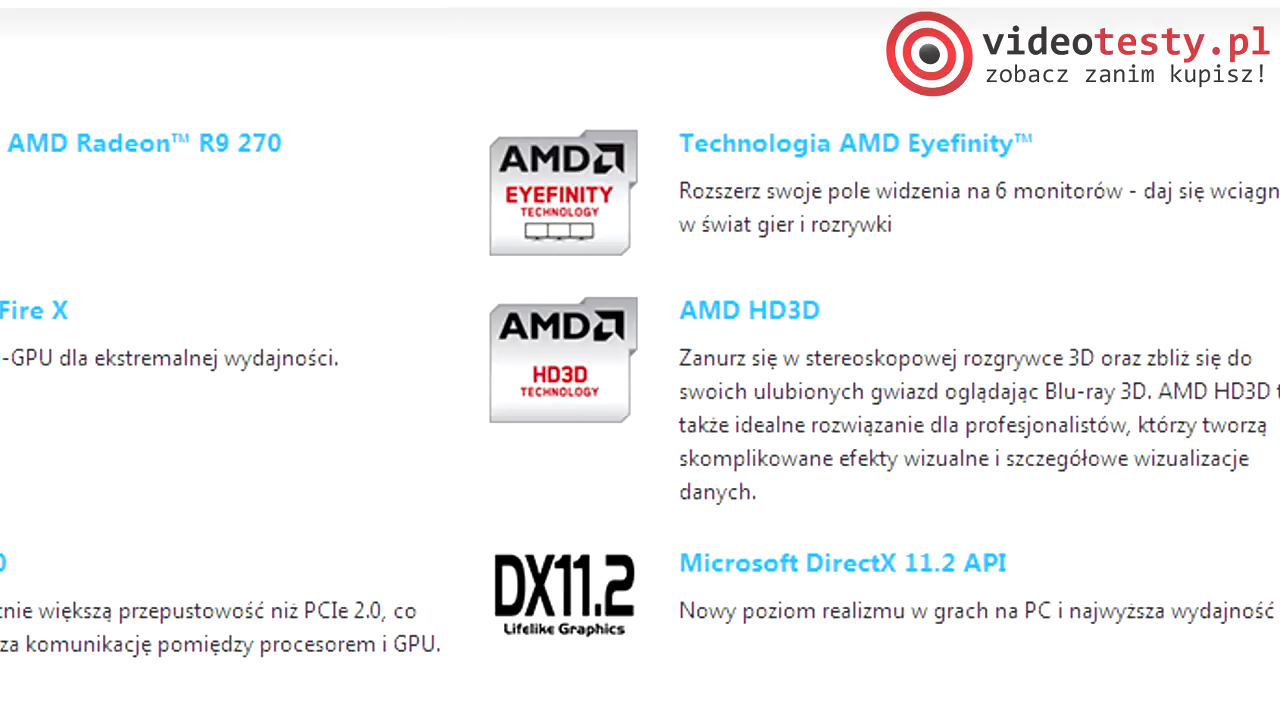 videotesty.pl
zobacz zanim kupisz!
AMD Radeon™ R9 270
AMD
EYEFINITY
TECHNOLOGY
Technologia AMD Eyefinity™
Rozszerz swoje pole widzenia na 6 monitorów - daj się wciągn
w świat gier i rozrywki
Fire X
-GPU dla ekstremalnej wydajności.
AMD
HD3D
TECHNOLOGY
AMD HD3D
Zanurz się w stereoskopowej rozgrywce 3D oraz zbliż się do
swoich ulubionych gwiazd oglądając Blu-ray 3D. AMD HD3D t
także idealne rozwiązanie dla profesjonalistów, którzy tworzą
skomplikowane efekty wizualne i szczegółowe wizualizacje
danych.
0
tnie większą przepustowość niż PCIe 2.0, co
za komunikację pomiędzy procesorem i GPU.
DX11.2
Lifelike Graphics
Microsoft DirectX 11.2 API
Nowy poziom realizmu w grach na PC i najwyższa wydajność